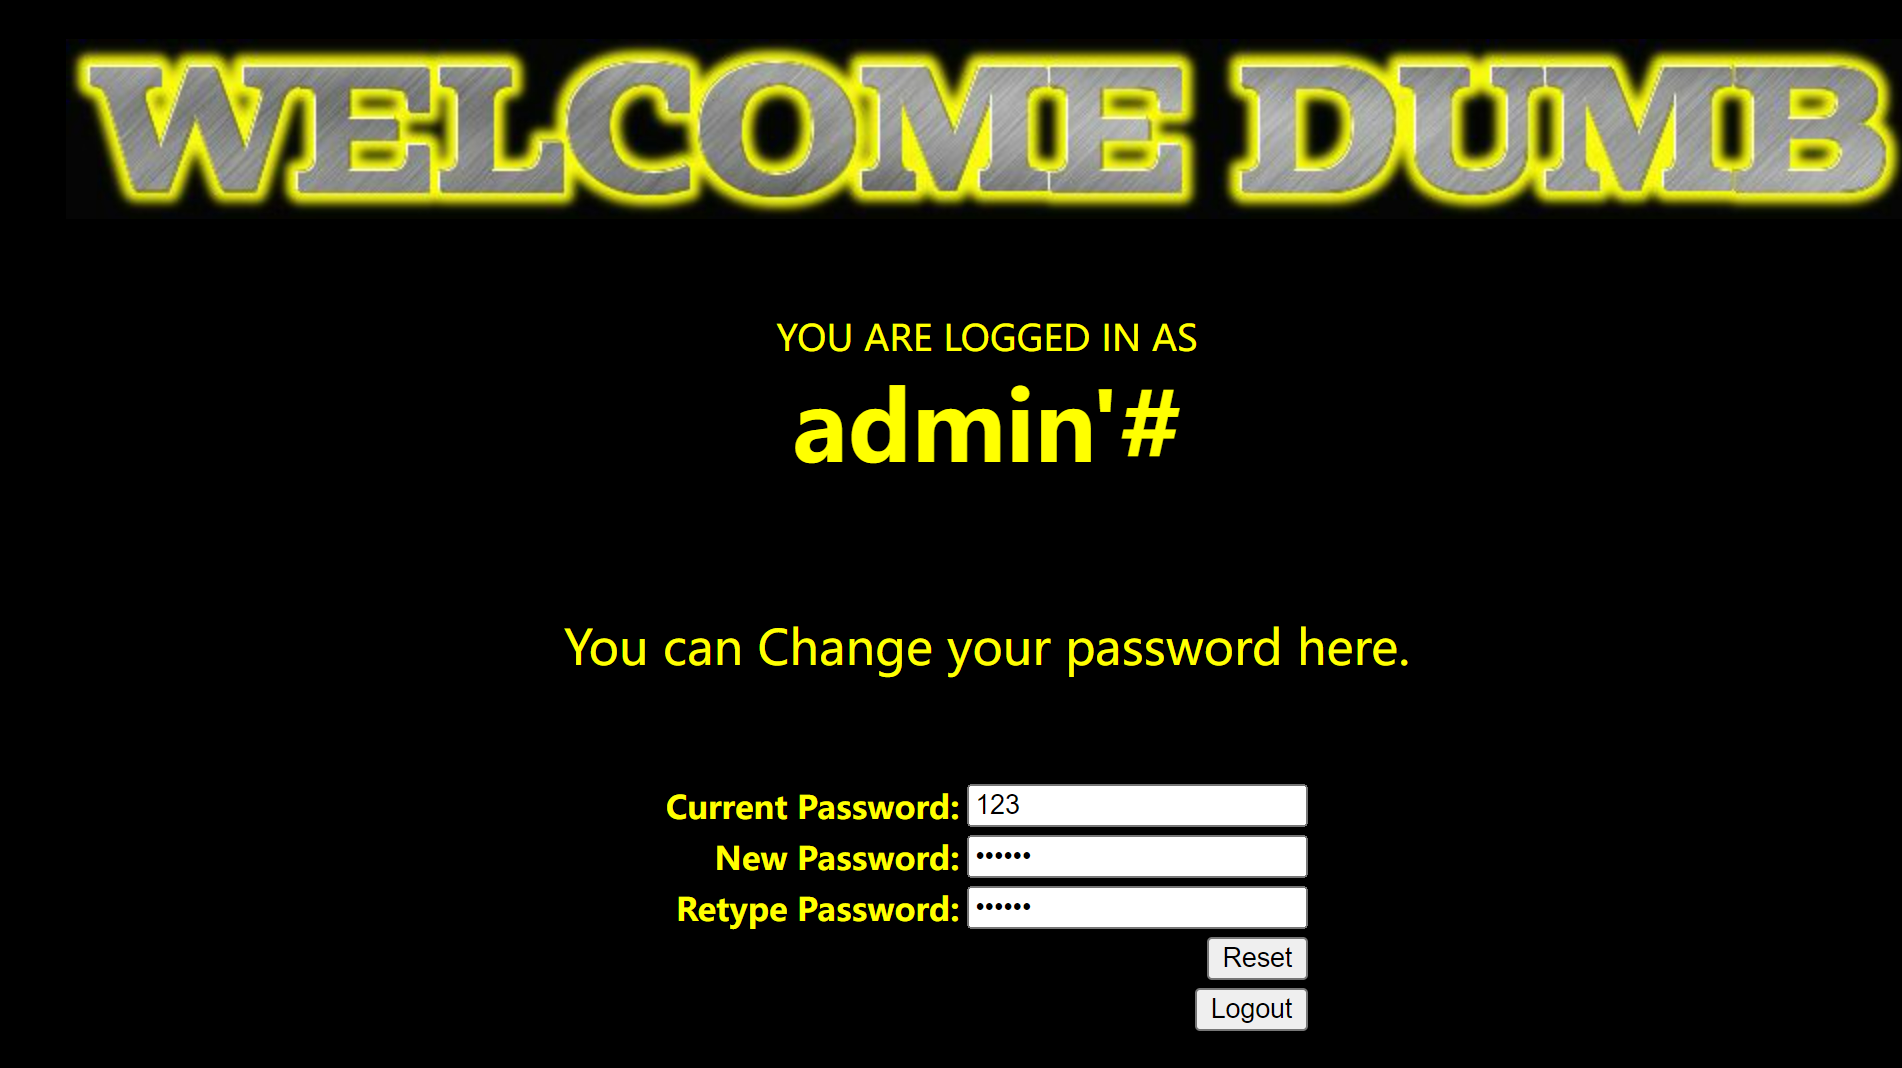 WELCOME DUMB
YOU ARE LOGGED IN AS
admin'#
You can Change your password here.
Current Password: 123
New Password: ••••••
Retype Password: ••••••
Reset
Logout